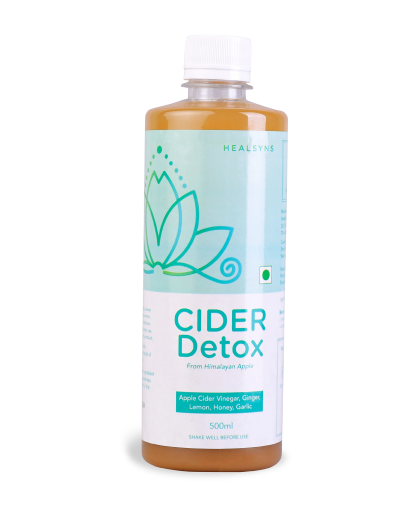 HEALSYNS
CIDER
Detox
From Himalayan Apple
Apple Cider Vinegar, Ginger,
Lemon, Honey, Garlic
500ml
SHAKE WELL BEFORE USE